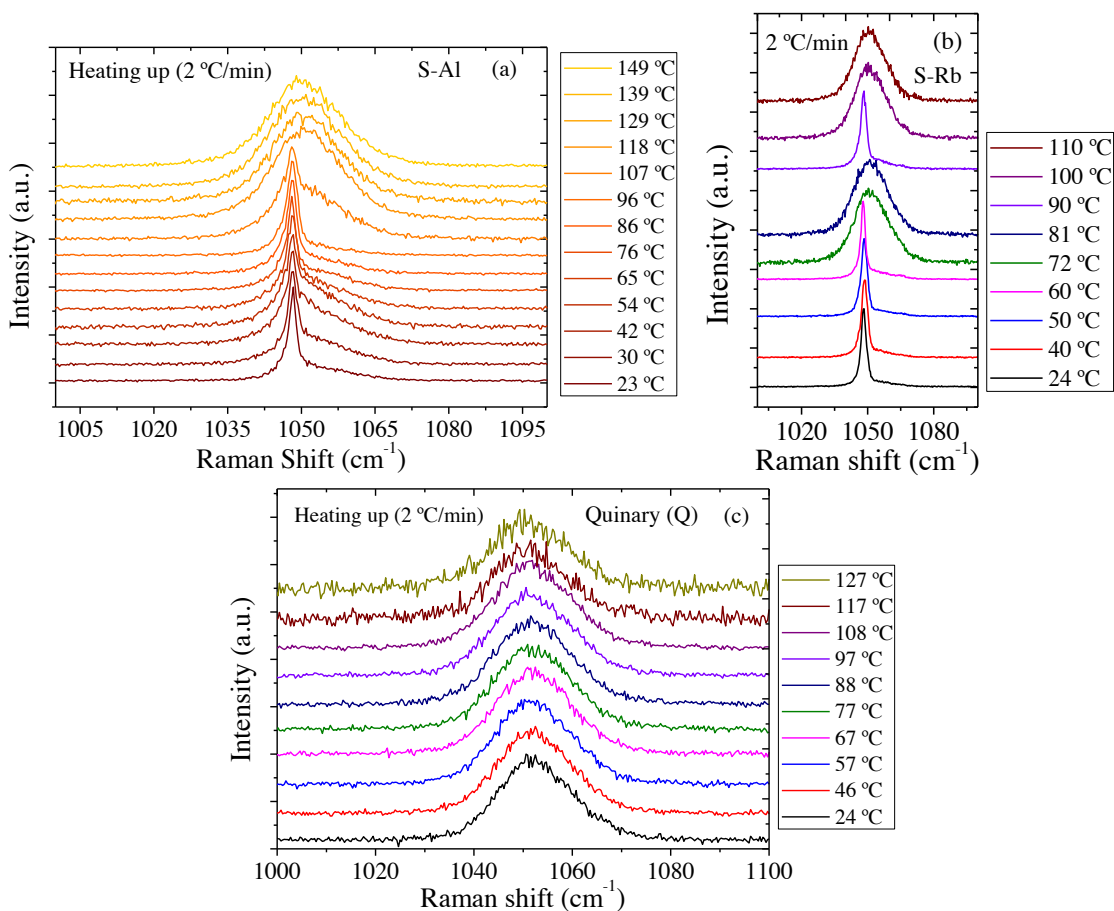 Heating up (2 ºC/min) S-Al (a)
149 ºC
139 ºC
129 ºC
118 ºC
107 ºC
96 ºC
86 ºC
76 ºC
65 ºC
54 ºC
42 ºC
30 ºC
23 ºC
Intensity (a.u.)
1005 1020 1035 1050 1065 1080 1095
Raman Shift (cm⁻¹)
2 ºC/min (b)
S-Rb
110 ºC
100 ºC
90 ºC
81 ºC
72 ºC
60 ºC
50 ºC
40 ºC
24 ºC
Intensity (a.u.)
1020 1050 1080
Raman shift (cm⁻¹)
Heating up (2 ºC/min) Quinary (Q) (c)
127 ºC
117 ºC
108 ºC
97 ºC
88 ºC
77 ºC
67 ºC
57 ºC
46 ºC
24 ºC
Intensity (a.u.)
1000 1020 1040 1060 1080 1100
Raman shift (cm⁻¹)